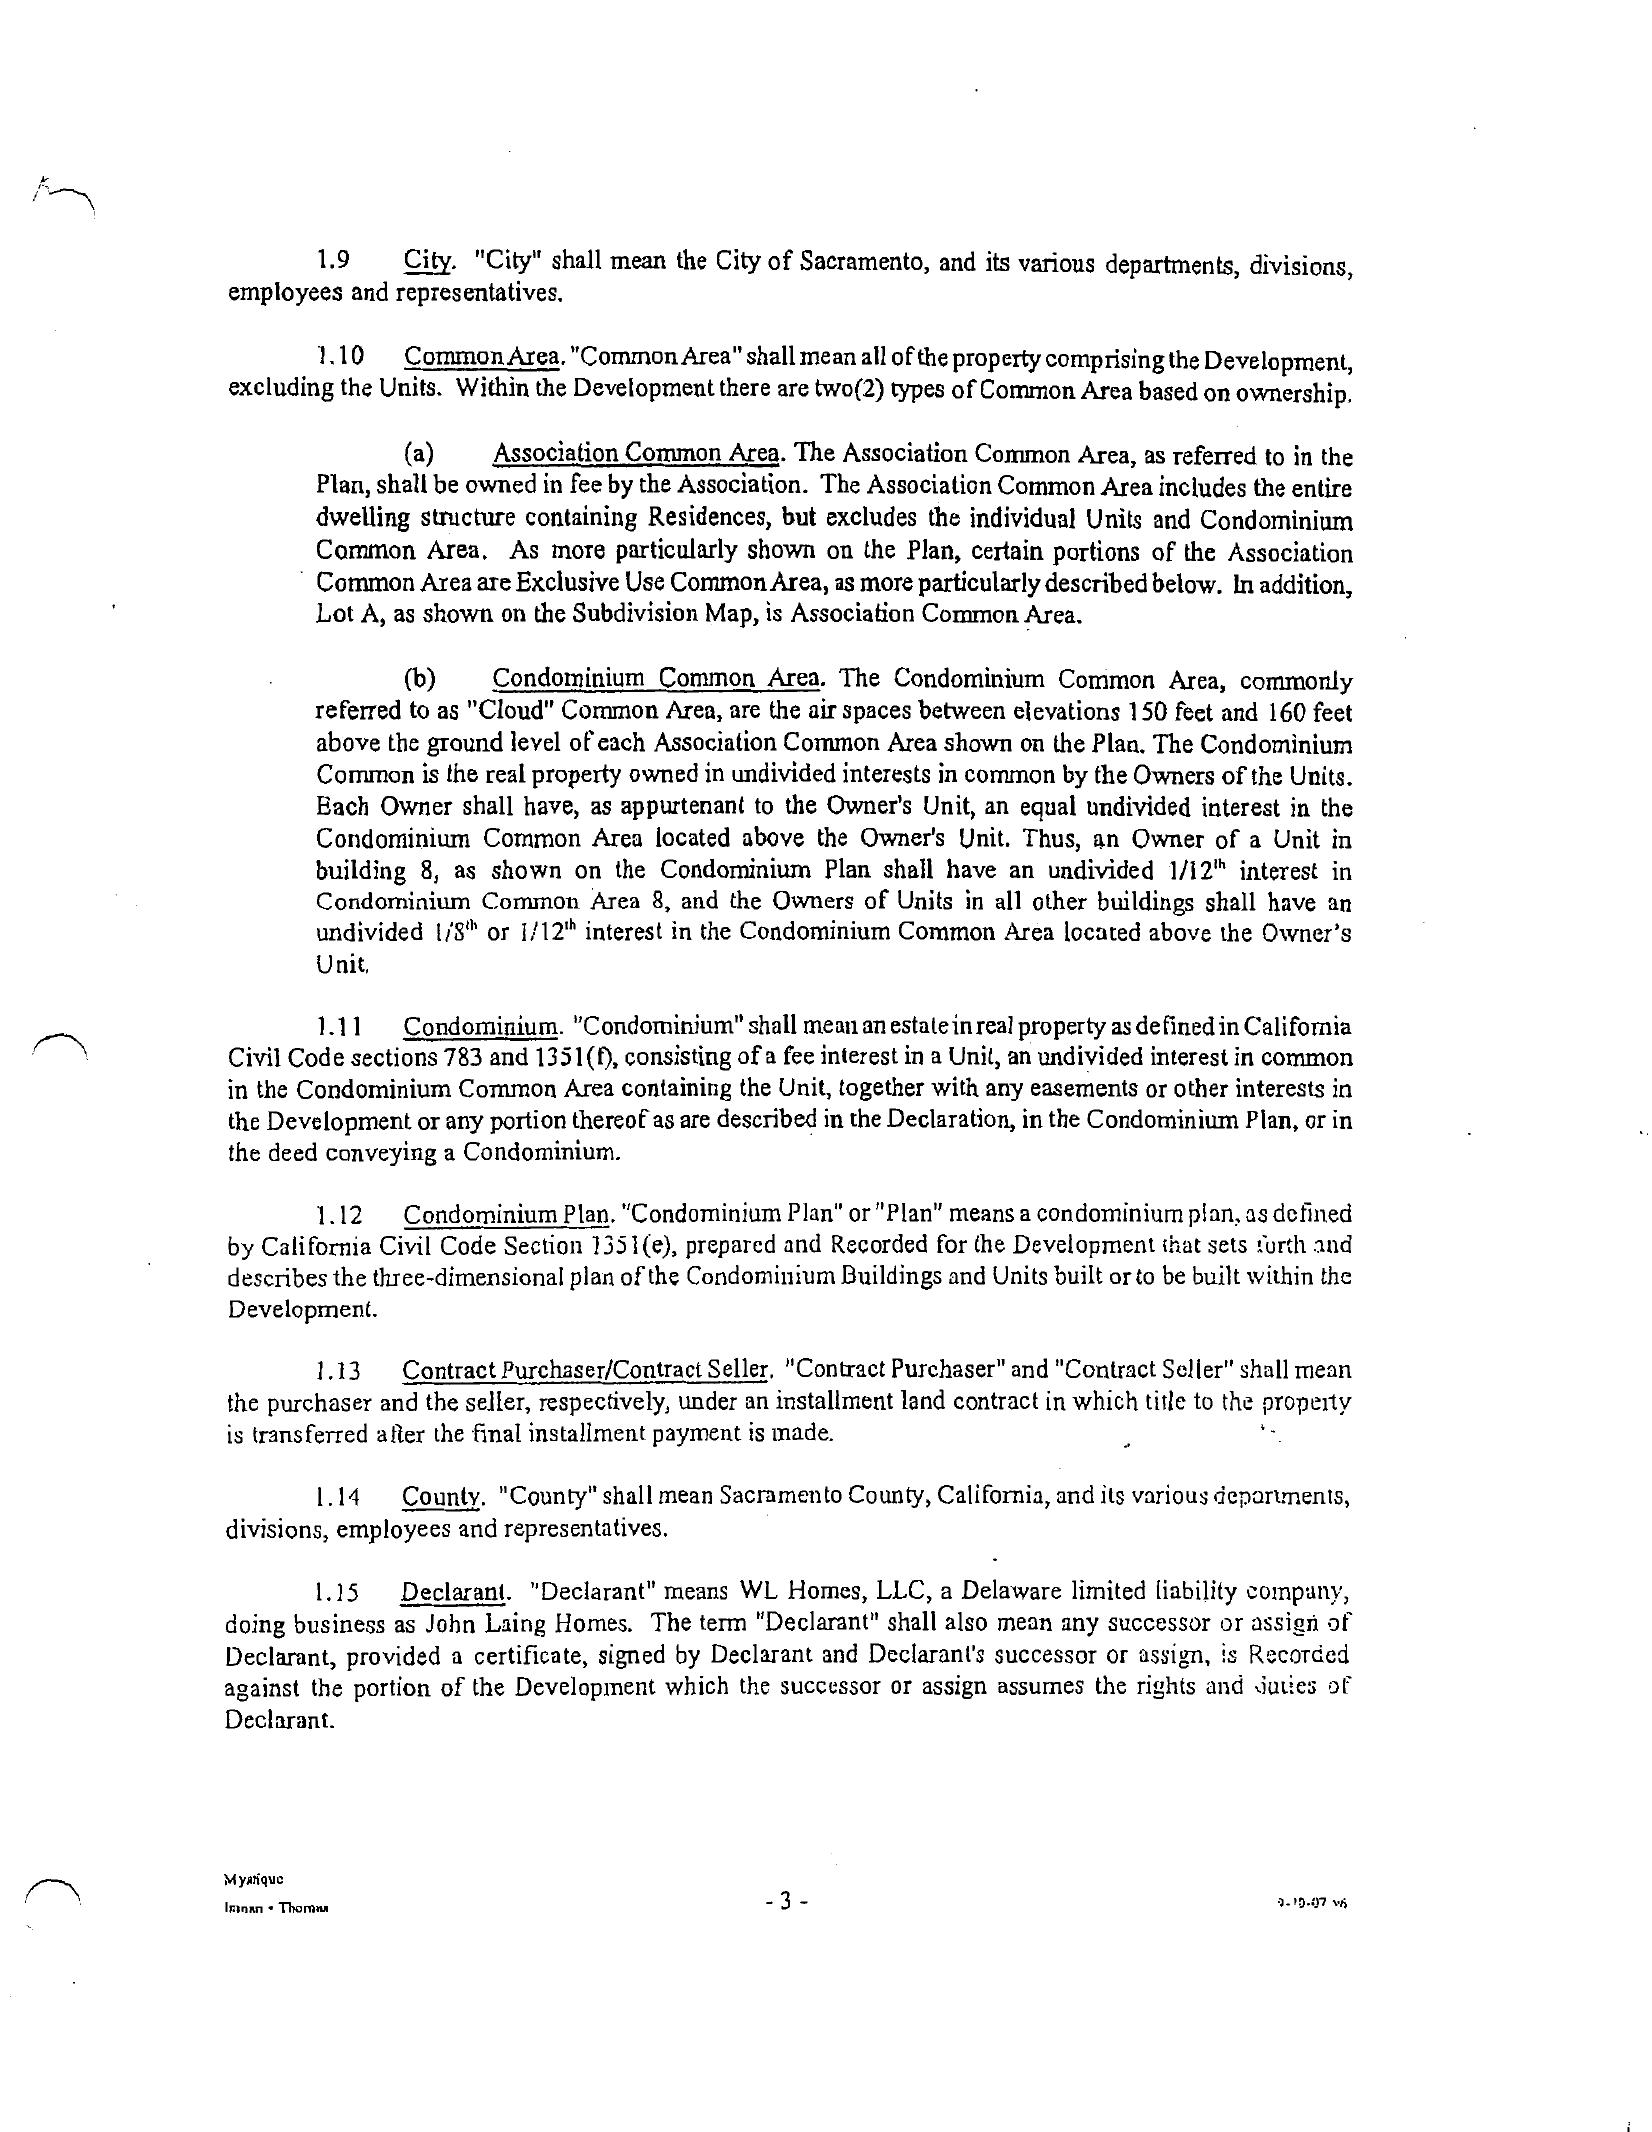 1.9 City. "City" shall mean the City of Sacramento, and its various departments, divisions,
employees and representatives.
1.10 Common Area. "Common Area" shall mean all of the property comprising the Development,
excluding the Units. Within the Development there are two(2) types of Common Area based on ownership.
(a) Association Common Area. The Association Common Area, as referred to in the
Plan, shall be owned in fee by the Association. The Association Common Area includes the entire
dwelling structure containing Residences, but excludes the individual Units and Condominium
Common Area. As more particularly shown on the Plan, certain portions of the Association
Common Area are Exclusive Use Common Area, as more particularly described below. In addition,
Lot A, as shown on the Subdivision Map, is Association Common Area.
(b) Condominium Common Area. The Condominium Common Area, commonly
referred to as "Cloud" Common Area, are the air spaces between elevations 150 feet and 160 feet
above the ground level of each Association Common Area shown on the Plan. The Condominium
Common is the real property owned in undivided interests in common by the Owners of the Units.
Each Owner shall have, as appurtenant to the Owner's Unit, an equal undivided interest in the
Condominium Common Area located above the Owner's Unit. Thus, an Owner of a Unit in
building 8, as shown on the Condominium Plan shall have an undivided 1/12th interest in
Condominium Common Area 8, and the Owners of Units in all other buildings shall have an
undivided 1/8th or 1/12th interest in the Condominium Common Area located above the Owner's
Unit.
1.11 Condominium. "Condominium" shall mean an estate in real property as defined in California
Civil Code sections 783 and 1351(f), consisting of a fee interest in a Unit, an undivided interest in common
in the Condominium Common Area containing the Unit, together with any easements or other interests in
the Development or any portion thereof as are described in the Declaration, in the Condominium Plan, or in
the deed conveying a Condominium.
1.12 Condominium Plan. "Condominium Plan" or "Plan" means a condominium plan, as defined
by California Civil Code Section 1351(e), prepared and Recorded for the Development that sets forth and
describes the three-dimensional plan of the Condominium Buildings and Units built or to be built within the
Development.
1.13 Contract Purchaser/Contract Seller. "Contract Purchaser" and "Contract Seller" shall mean
the purchaser and the seller, respectively, under an installment land contract in which title to the property
is transferred after the final installment payment is made.
1.14 County. "County" shall mean Sacramento County, California, and its various departments,
divisions, employees and representatives.
1.15 Declarant. "Declarant" means WL Homes, LLC, a Delaware limited liability company,
doing business as John Laing Homes. The term "Declarant" shall also mean any successor or assign of
Declarant, provided a certificate, signed by Declarant and Declarant's successor or assign, is Recorded
against the portion of the Development which the successor or assign assumes the rights and duties of
Declarant.
Mystique
Inman • Thomas
- 3 -